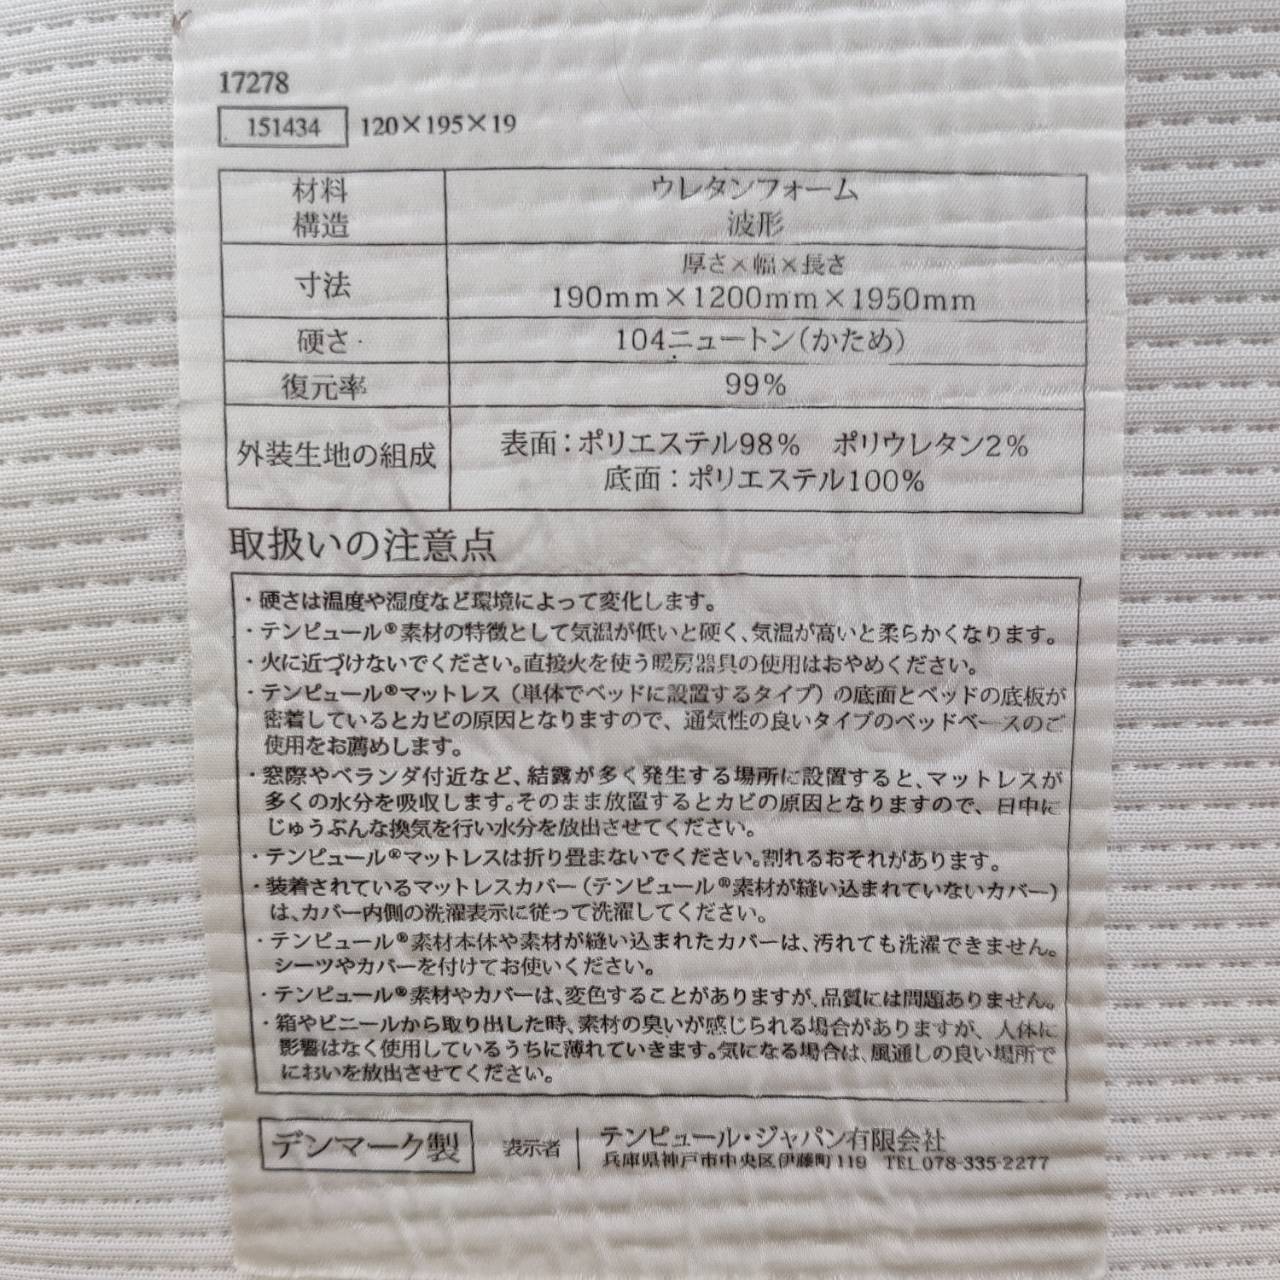 17278
151434 120×195×19
材料 ウレタンフォーム
構造 波形
厚さ×幅×長さ
寸法 190mm×1200mm×1950mm
硬さ 104ニュートン(かため)
復元率 99%
表面:ポリエステル98% ポリウレタン2%
外装生地の組成
底面:ポリエステル100%
取扱いの注意点
・硬さは温度や湿度など環境によって変化します。
・テンピュール®素材の特徴として気温が低いと硬く、気温が高いと柔らかくなります。
・火に近づけないでください。直接火を使う暖房器具の使用はおやめください。
・テンピュール®マットレス(単体でベッドに設置するタイプ)の底面とベッドの底板が
密着しているとカビの原因となりますので、通気性の良いタイプのベッドベースのご
使用をお薦めします。
・窓際やベランダ付近など、結露が多く発生する場所に設置すると、マットレスが
多くの水分を吸収します。そのまま放置するとカビの原因となりますので、日中に
じゅうぶんな換気を行い水分を放出させてください。
・テンピュール®マットレスは折り畳まないでください。割れるおそれがあります。
・装着されているマットレスカバー(テンピュール®素材が縫い込まれていないカバー)
は、カバー内側の洗濯表示に従って洗濯してください。
・テンピュール®素材本体や素材が縫い込まれたカバーは、汚れても洗濯できません。
シーツやカバーを付けてお使いください。
・テンピュール®素材やカバーは、変色することがありますが、品質には問題ありません。
・箱やビニールから取り出した時、素材の臭いが感じられる場合がありますが、人体に
影響はなく使用しているうちに薄れていきます。気になる場合は、風通しの良い場所で
においを放出させてください。
デンマーク製 表示者 テンピュール・ジャパン有限会社
兵庫県神戸市中央区伊藤町119 TEL.078-335-2277